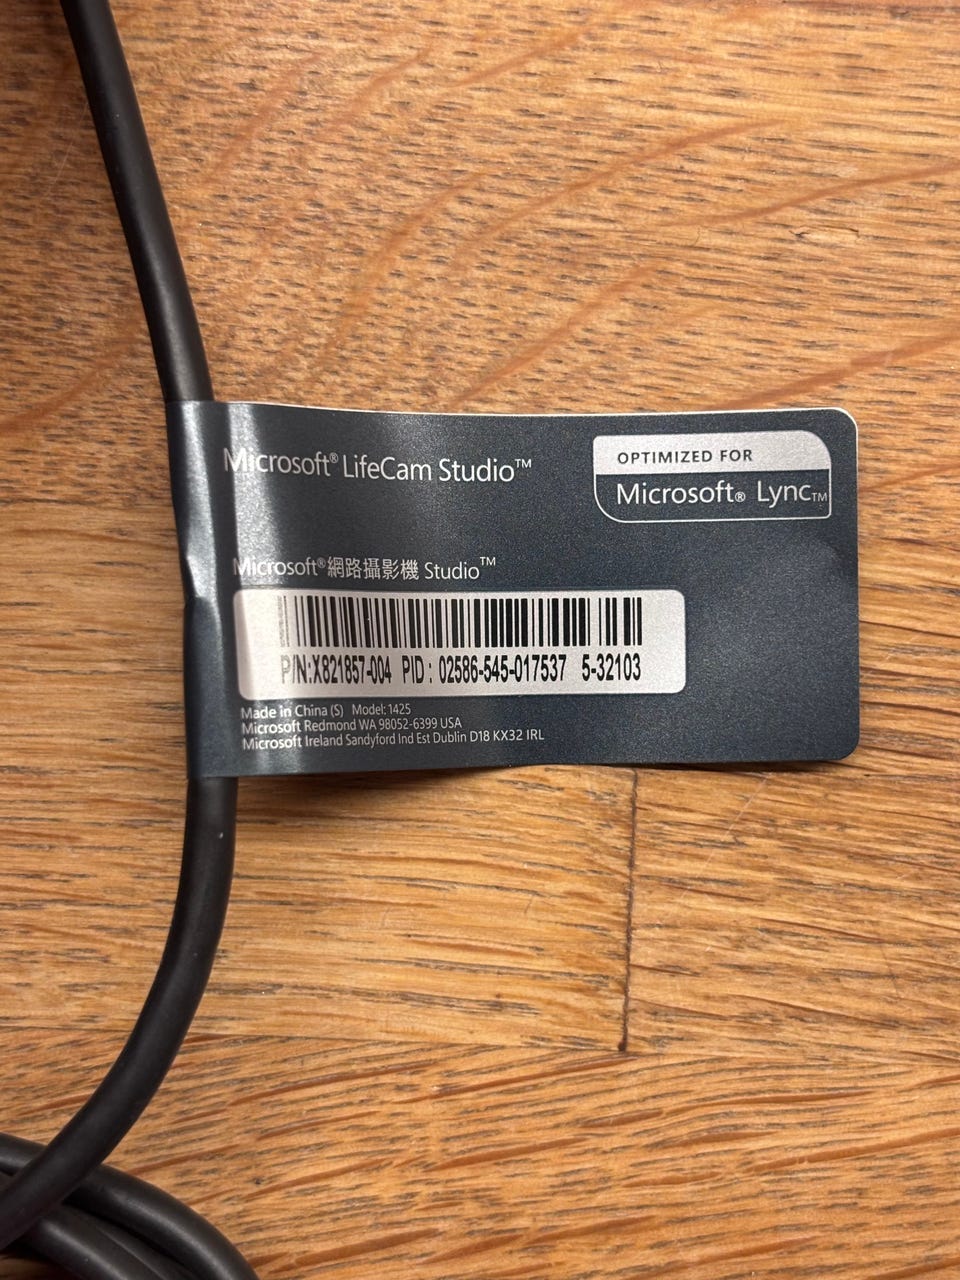 Microsoft® LifeCam Studio™
OPTIMIZED FOR
Microsoft® Lync™
Microsoft®網路攝影機 Studio™
P/N:X821857-004 PID : 02586-545-017537 5-32103
Made in China (S) Model: 1425
Microsoft Redmond WA 98052-6399 USA
Microsoft Ireland Sandyford Ind Est Dublin D18 KX32 IRL